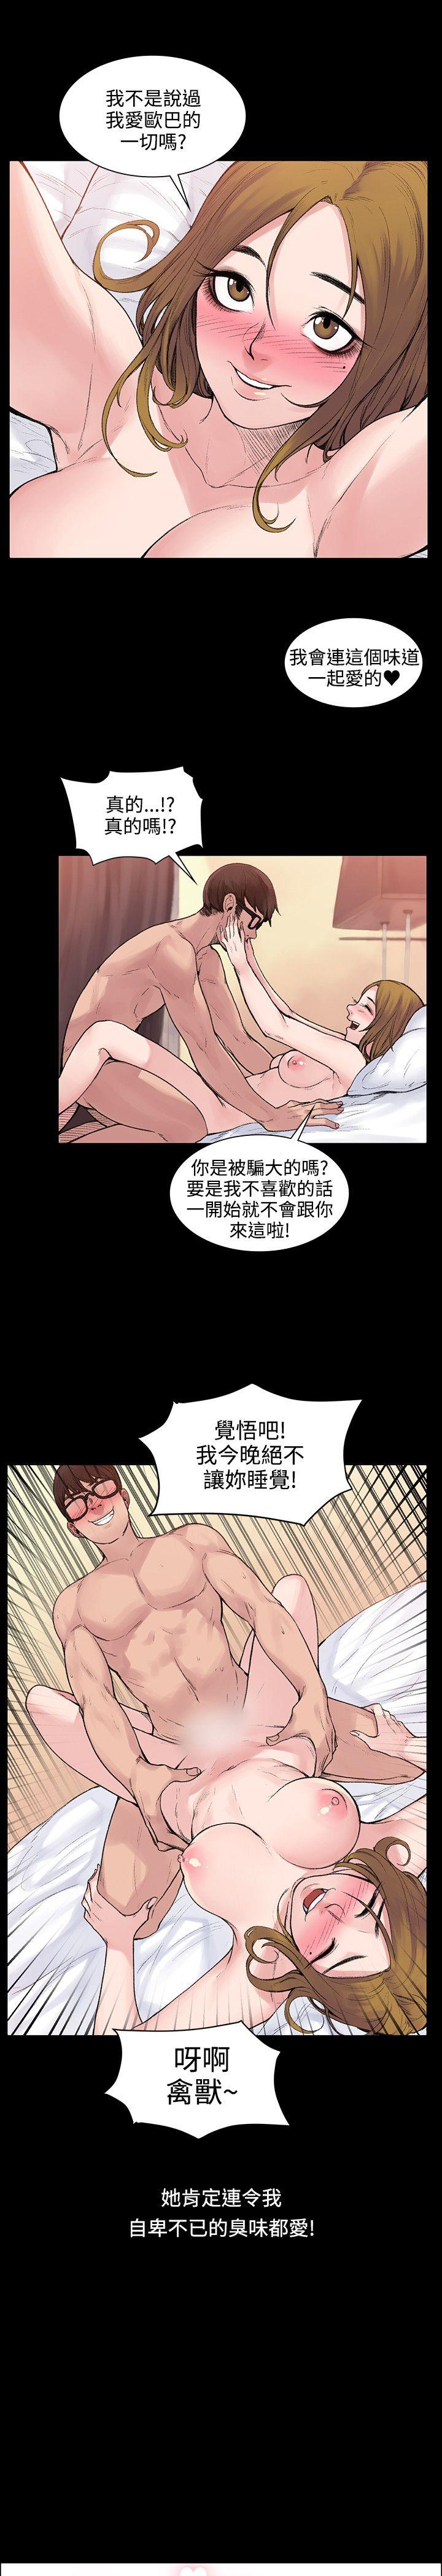 我不是說過
我愛歐巴的
一切嗎?
我會連這個味道
一起愛的♥
真的...!?
真的嗎!?
你是被騙大的嗎?
要是我不喜歡的話
一開始就不會跟你
來這啦!
覺悟吧!
我今晚絕不
讓妳睡覺!
呀啊
禽獸~
她肯定連令我
自卑不已的臭味都愛!